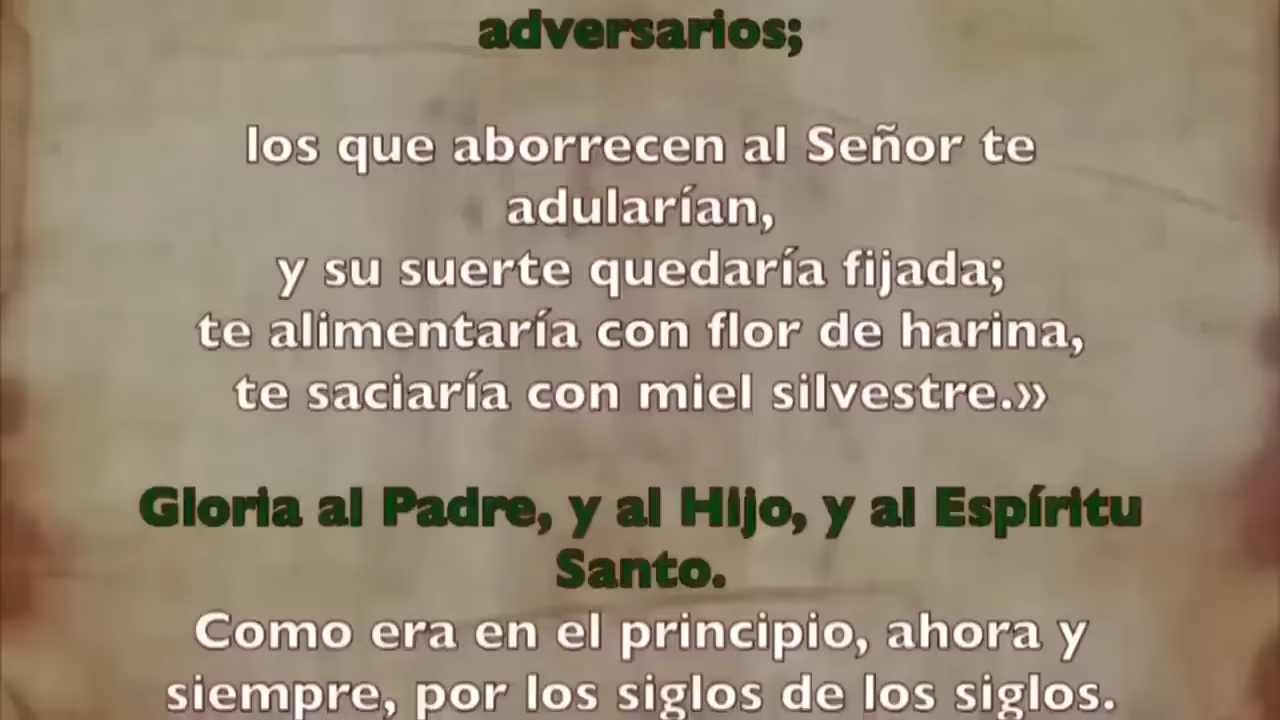 adversarios;
los que aborrecen al Señor te
adularían,
y su suerte quedaría fijada;
te alimentaría con flor de harina,
te saciaría con miel silvestre.»
Gloria al Padre, y al Hijo, y al Espíritu
Santo.
Como era en el principio, ahora y
siempre, por los siglos de los siglos.